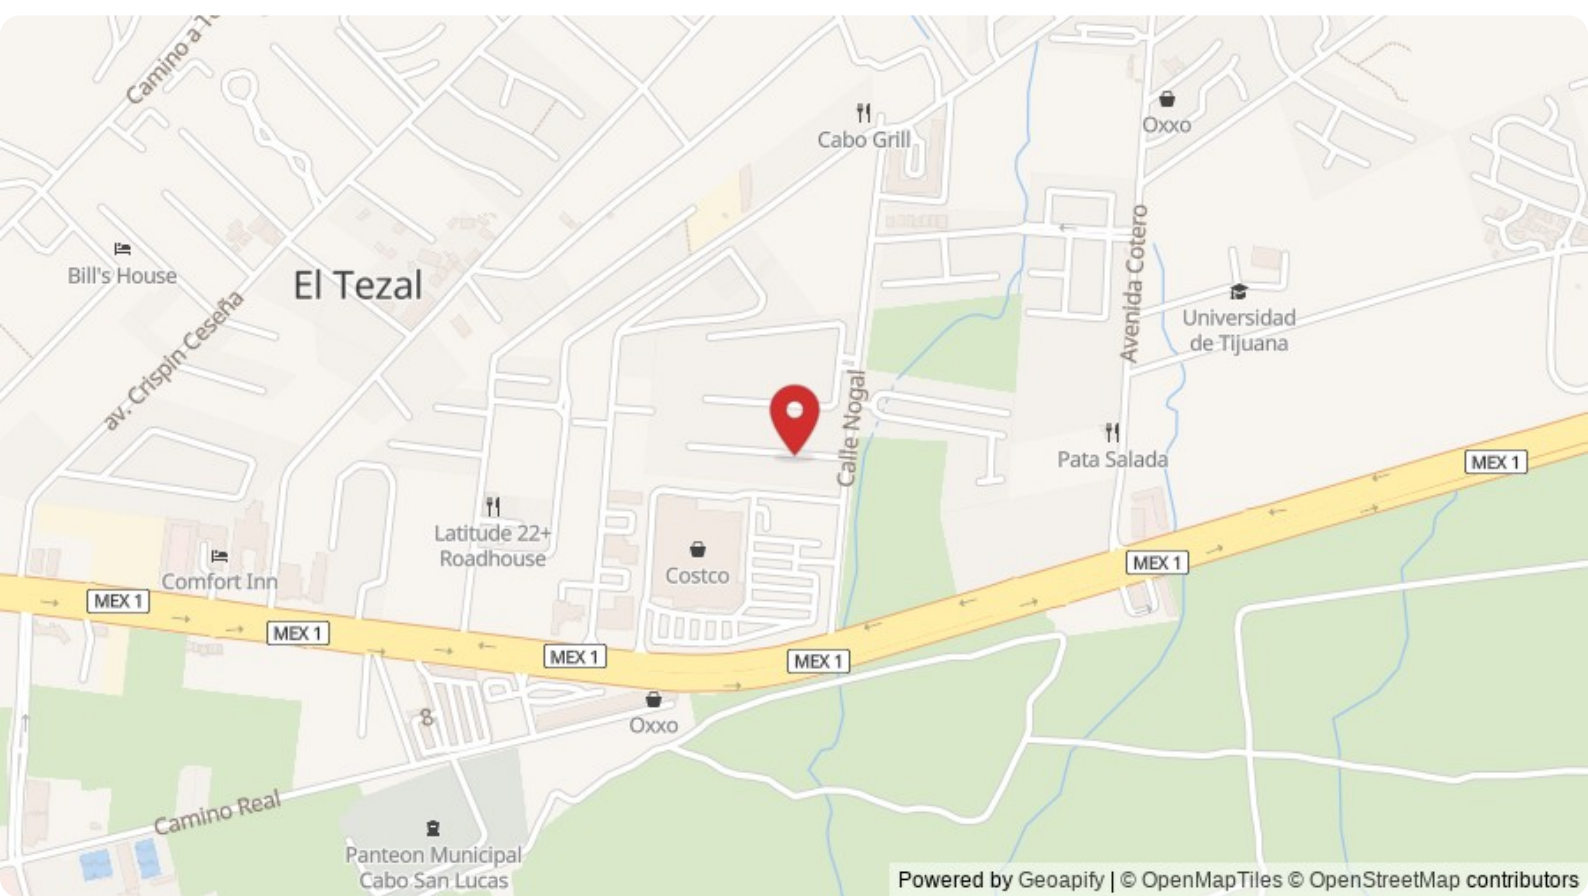 Camino a
Cabo Grill
Oxxo
Bill's House
El Tezal
av. Crispin Ceseña
Avenida Cotero
Universidad
de Tijuana
Calle Nogal
Pata Salada
MEX 1
Latitude 22+
Roadhouse
Costco
Comfort Inn
MEX 1
MEX 1
MEX 1
MEX 1
MEX 1
8
Oxxo
Camino Real
Panteon Municipal
Cabo San Lucas
Powered by Geoapify | © OpenMapTiles © OpenStreetMap contributors